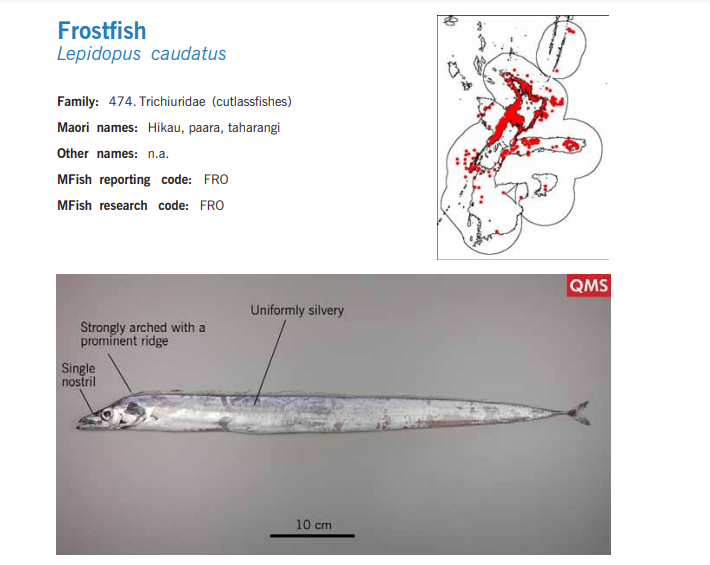 Frostfish
Lepidopus caudatus
Family: 474. Trichiuridae (cutlassfishes)
Maori names: Hikau, paara, taharangi
Other names: n.a.
MFish reporting code: FRO
MFish research code: FRO
QMS
Uniformly silvery
Strongly arched with a
prominent ridge
Single
nostril
10 cm